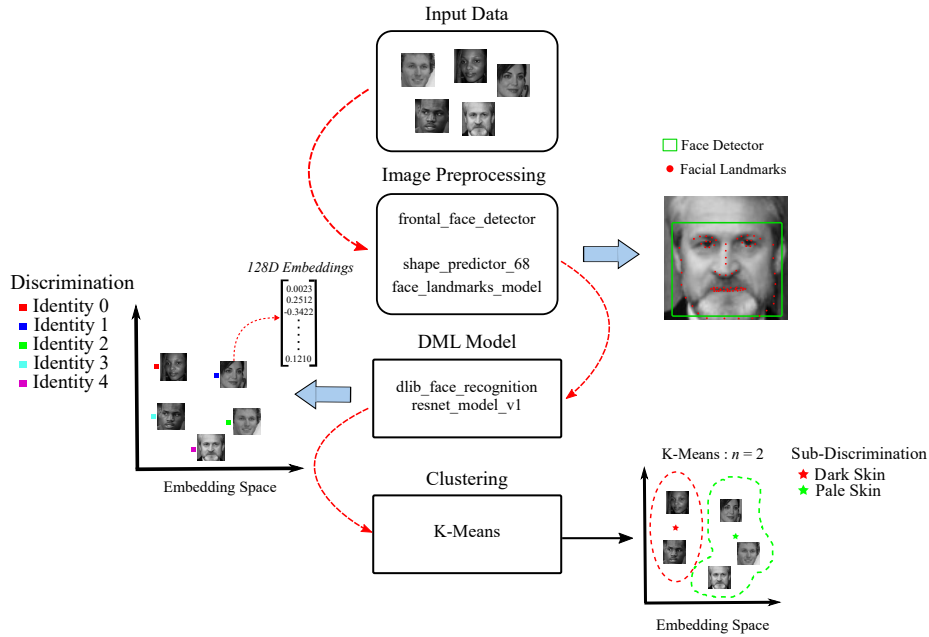 Input Data
Image Preprocessing
frontal_face_detector
shape_predictor_68
face_landmarks_model
Face Detector
Facial Landmarks
128D Embeddings
0.0023
0.2512
-0.3422
0.1210
Discrimination
Identity 0
Identity 1
Identity 2
Identity 3
Identity 4
Embedding Space
DML Model
dlib_face_recognition
resnet_model_v1
Clustering
K-Means
K-Means : n = 2
Sub-Discrimination
Dark Skin
Pale Skin
Embedding Space